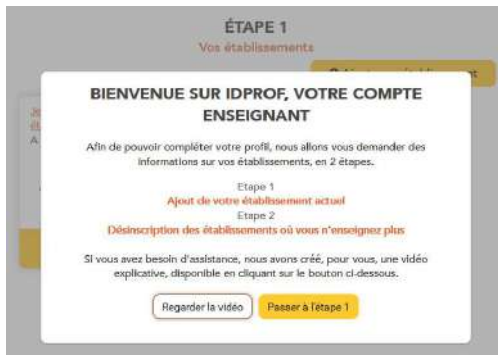 ÉTAPE 1
Vos établissements
BIENVENUE SUR IDPROF, VOTRE COMPTE
ENSEIGNANT
Afin de pouvoir compléter votre profil, nous allons vous demander des
informations sur vos établissements, en 2 étapes.
Etape 1
Ajout de votre établissement actuel
Etape 2
Désinscription des établissements où vous n'enseignez plus
Si vous avez besoin d'assistance, nous avons créé, pour vous, une vidéo
explicative, disponible en cliquant sur le bouton ci-dessous.
Regarder la vidéo
Passer à l'étape 1